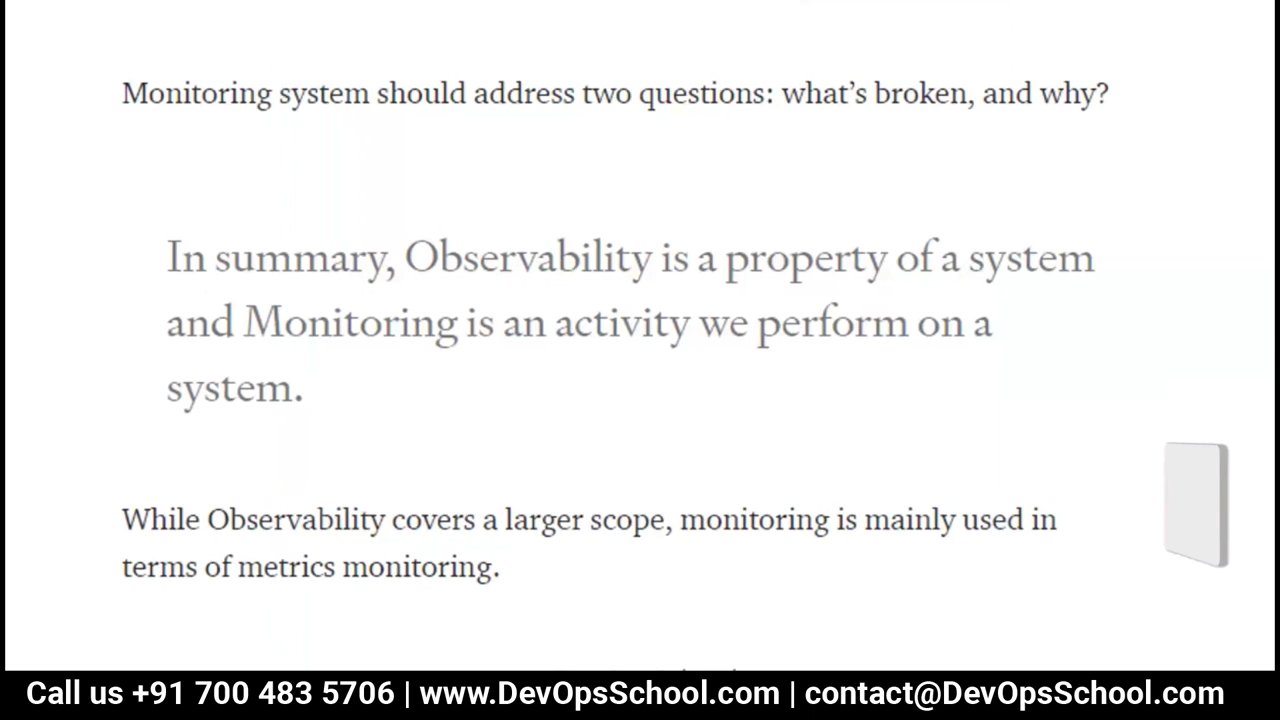 Monitoring system should address two questions: what’s broken, and why?
In summary, Observability is a property of a system
and Monitoring is an activity we perform on a
system.
While Observability covers a larger scope, monitoring is mainly used in
terms of metrics monitoring.
Call us +91 700 483 5706 | www.DevOpsSchool.com | contact@DevOpsSchool.com